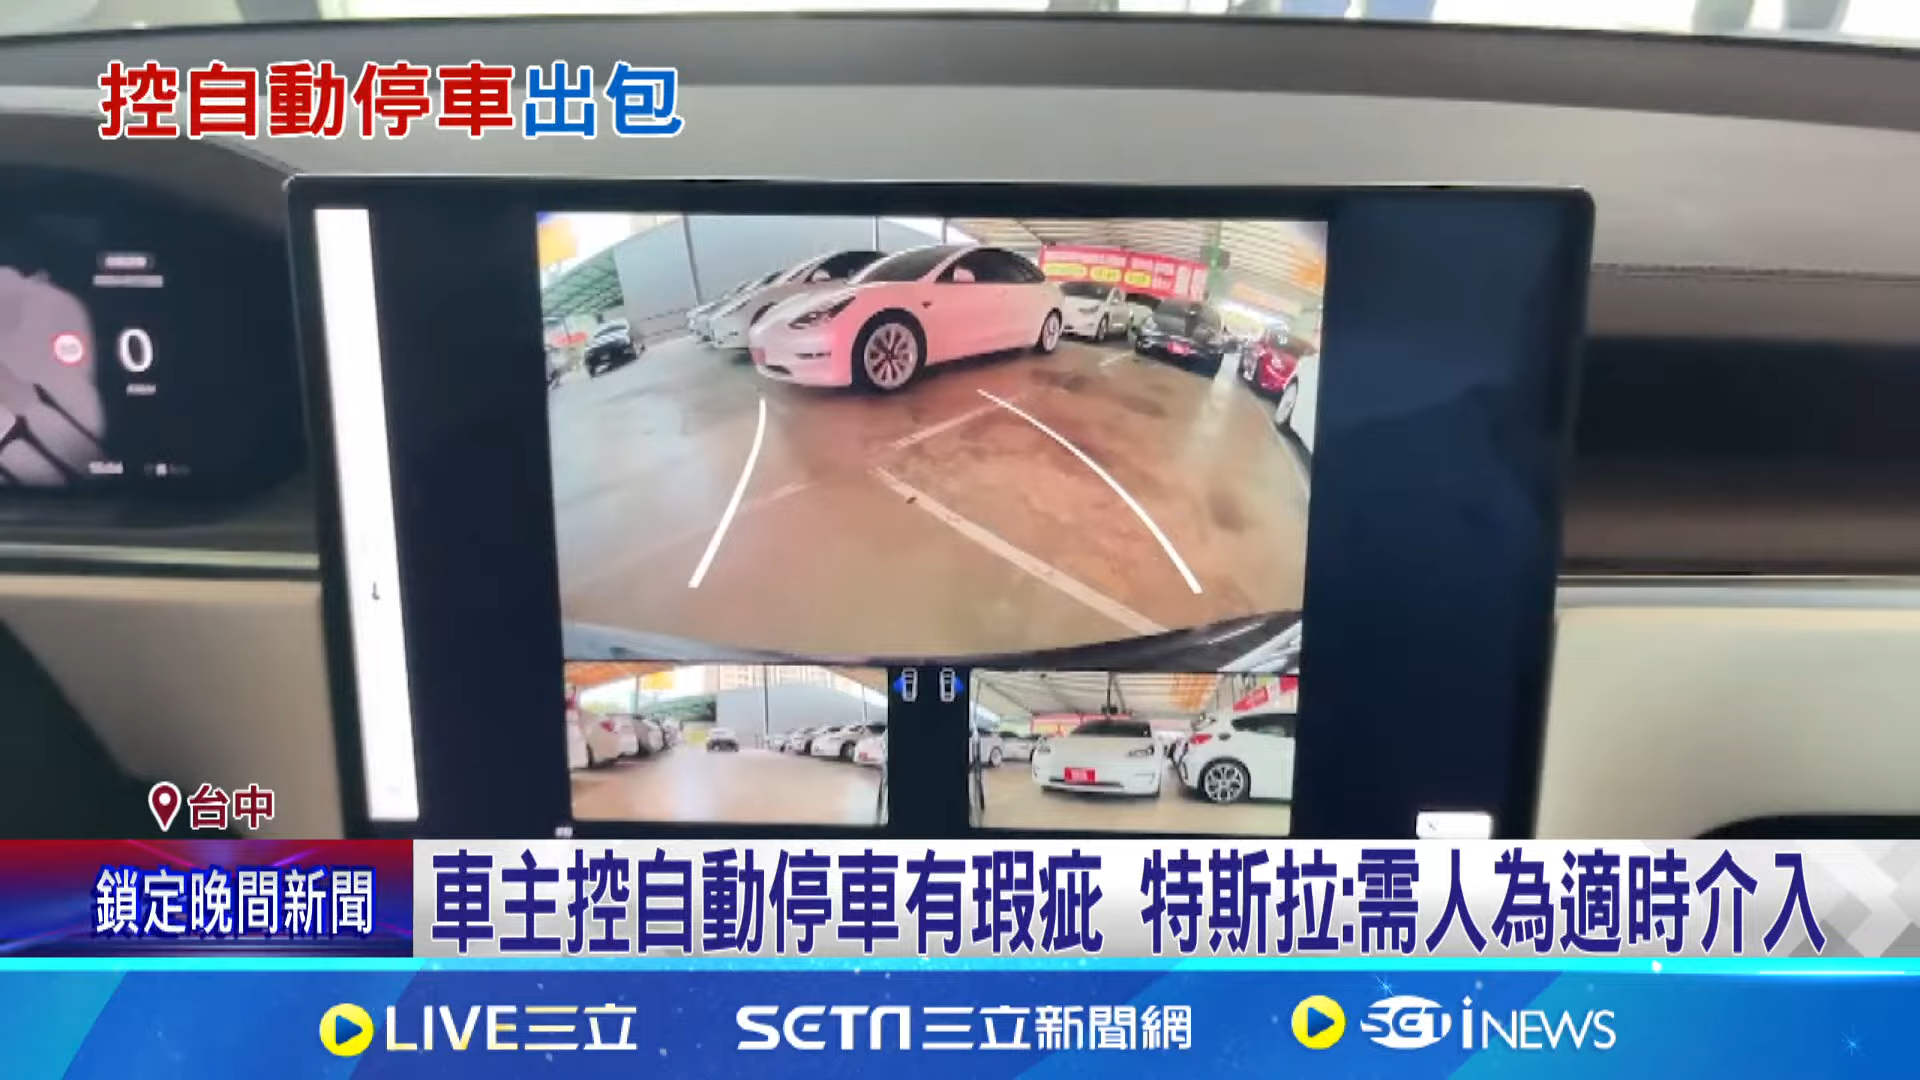 控自動停車出包
0
台中
鎖定晚間新聞
車主控自動停車有瑕疵 特斯拉:需人為適時介入
LIVE三立
SETN三立新聞網
SET iNEWS